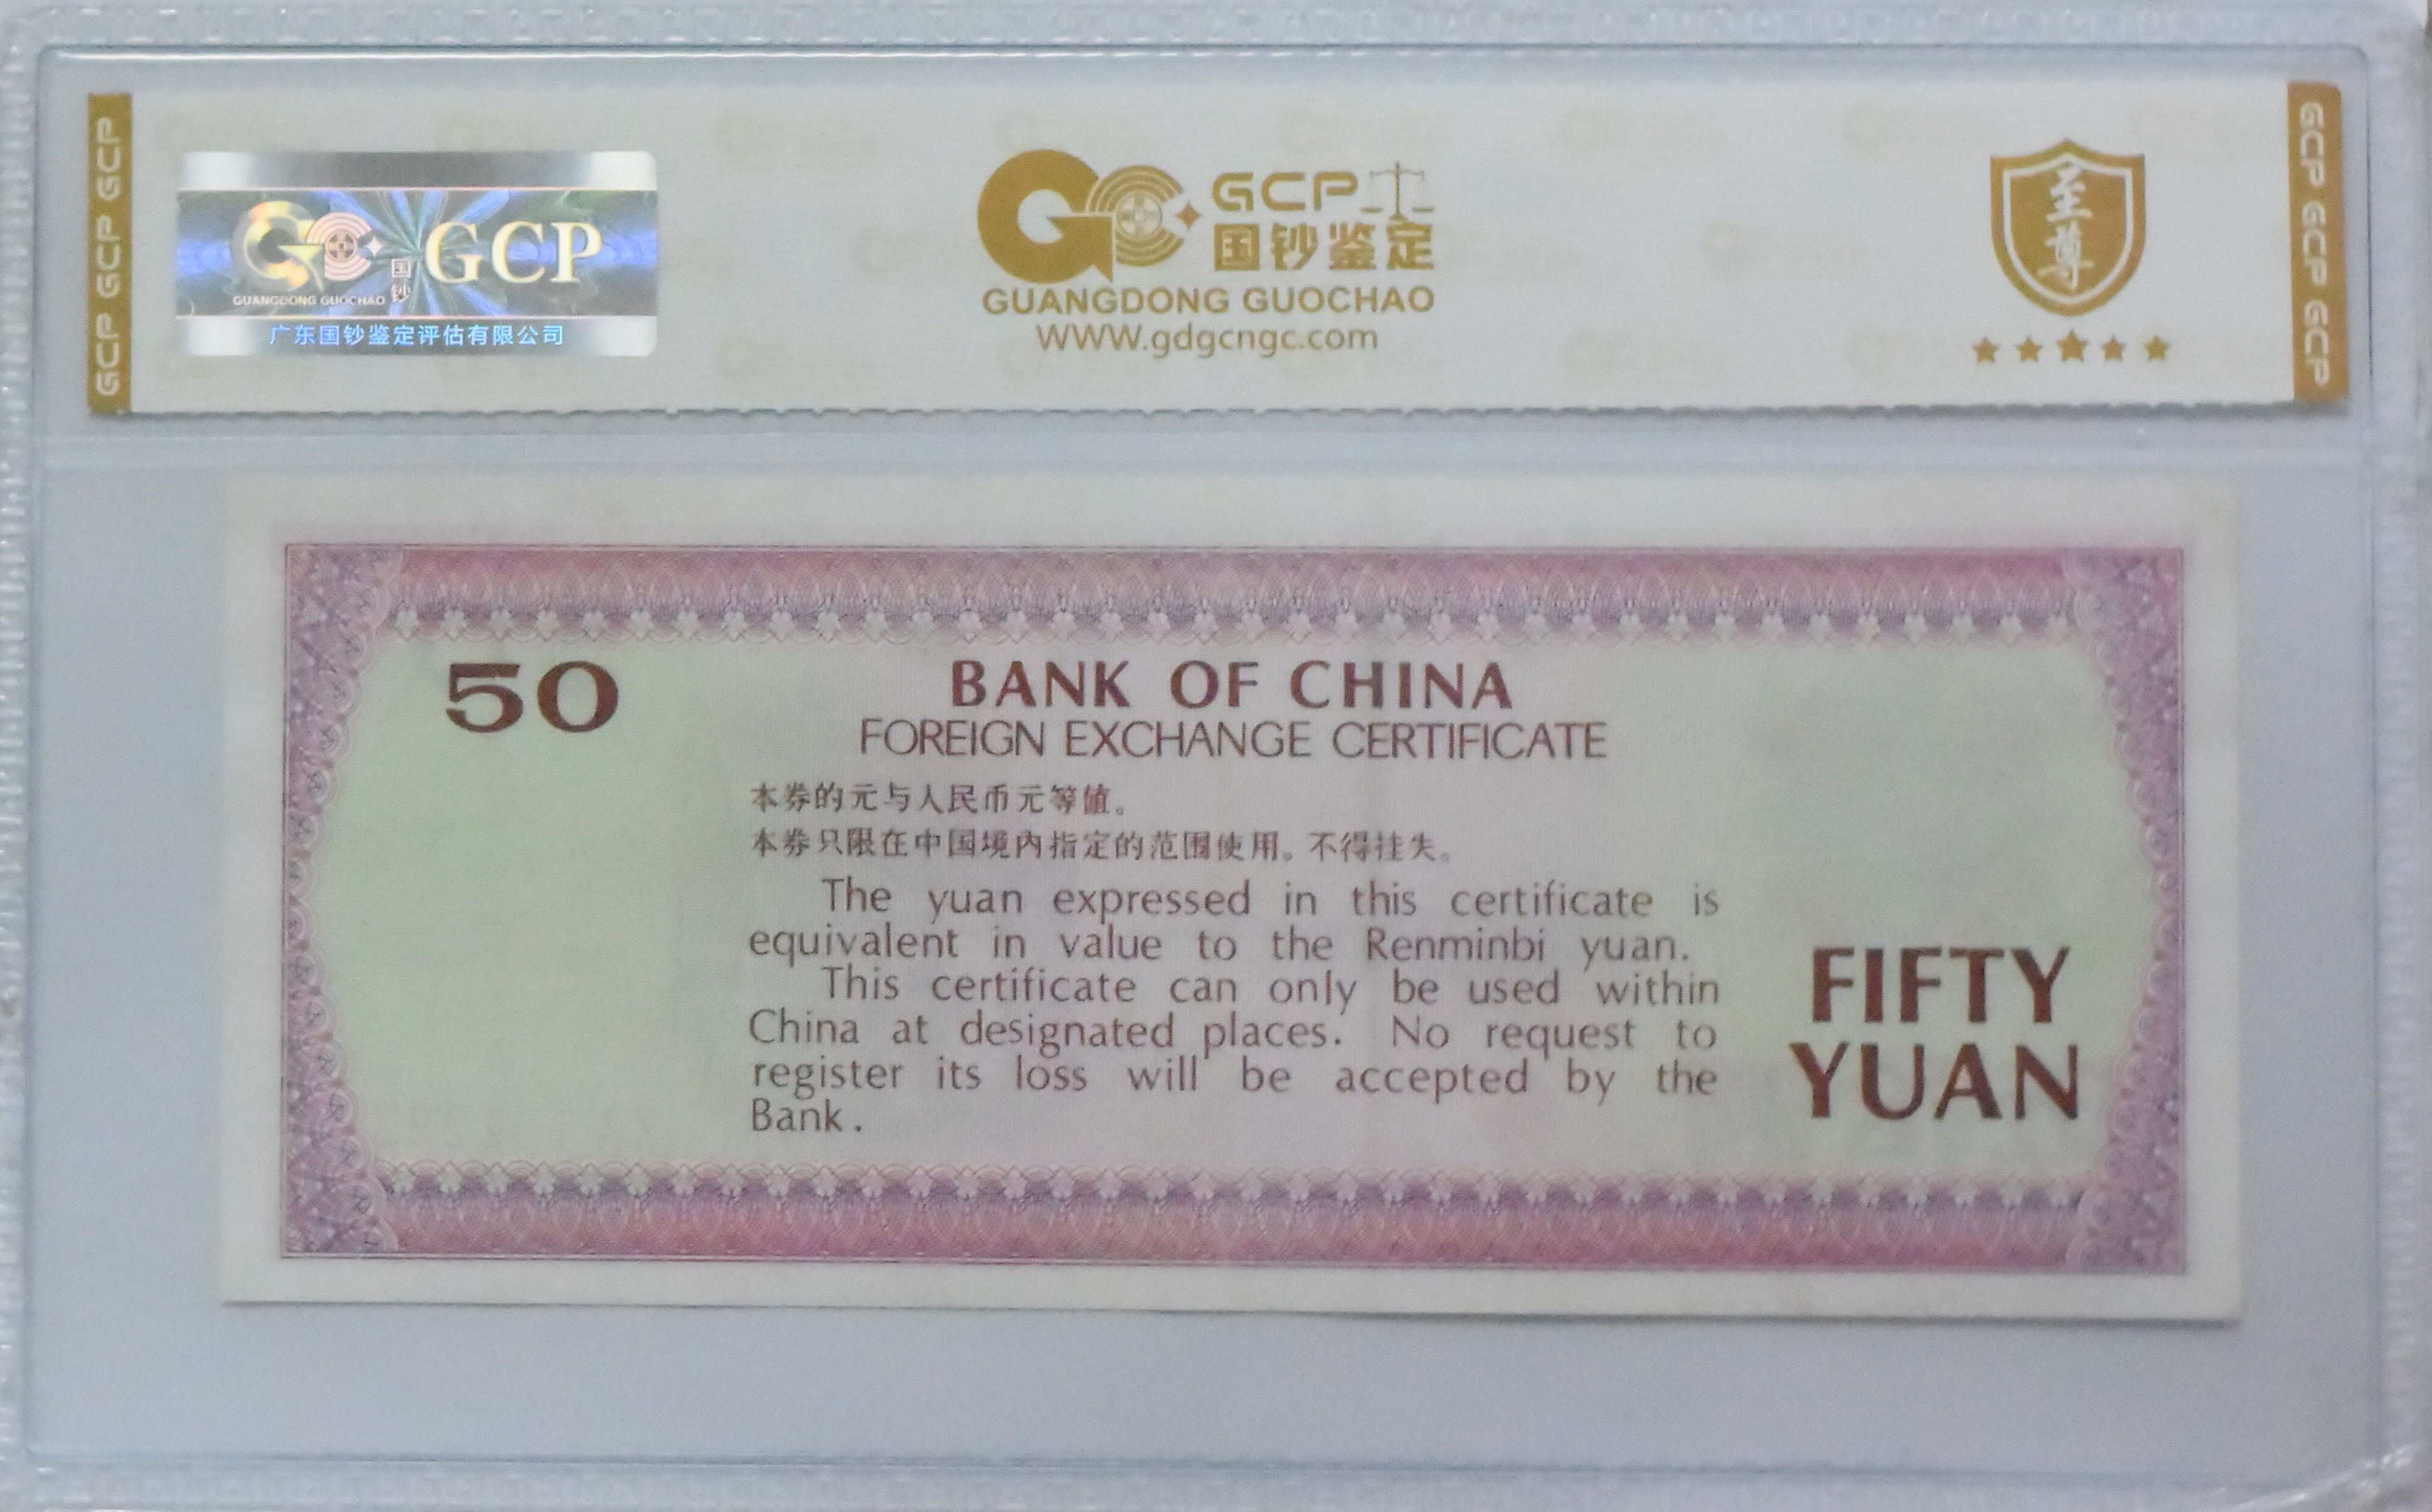 GCP GCP GCP
GCP
国钞
GUANGDONG GUOCHAO
广东国钞鉴定评估有限公司
GCP
国钞鉴定
GUANGDONG GUOCHAO
WWW.gdgcngc.com
至尊
GCP GCP GCP
50
BANK OF CHINA
FOREIGN EXCHANGE CERTIFICATE
本券的元与人民币元等值。
本券只限在中国境内指定的范围使用。不得挂失。
The yuan expressed in this certificate is
equivalent in value to the Renminbi yuan.
This certificate can only be used within
China at designated places. No request to
register its loss will be accepted by the
Bank.
FIFTY
YUAN